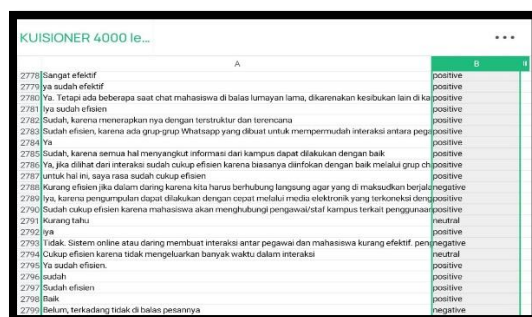 KUISIONER 4000 le...
A B
2778 Sangat efektif positive
2779 ya sudah efektif positive
2780 Ya. Tetapi ada beberapa saat chat mahasiswa di balas lumayan lama, dikarenakan kesibukan lain di ka positive
2781 Iya sudah efisien positive
2782 Sudah, karena menerapkan nya dengan terstruktur dan terencana positive
2783 Sudah efisien, karena ada grup-grup Whatsapp yang dibuat untuk mempermudah interaksi antara pega positive
2784 Ya positive
2785 Sudah, karena semua hal menyangkut informasi dari kampus dapat dilakukan dengan baik positive
2786 Ya, jika dilihat dari interaksi sudah cukup efisien karena biasanya diinfokan dengan baik melalui grup ch positive
2787 untuk hal ini, saya rasa sudah cukup efisien positive
2788 Kurang efisien jika dalam daring karena kita harus berhubung langsung agar yang di maksudkan berjala negative
2789 Iya, karena pengumpulan dapat dilakukan dengan cepat melalui media elektronik yang terkoneksi deng positive
2790 Sudah cukup efisien karena mahasiswa akan menghubungi pengawai/staf kampus terkait penggunaan positive
2791 Kurang tahu neutral
2792 iya positive
2793 Tidak. Sistem online atau daring membuat interaksi antar pegawai dan mahasiswa kurang efektif. pen negative
2794 Cukup efisien karena tidak mengeluarkan banyak waktu dalam interaksi neutral
2795 Ya sudah efisien. positive
2796 sudah positive
2797 Sudah efisien positive
2798 Baik positive
2799 Belum, terkadang tidak di balas pesannya negative